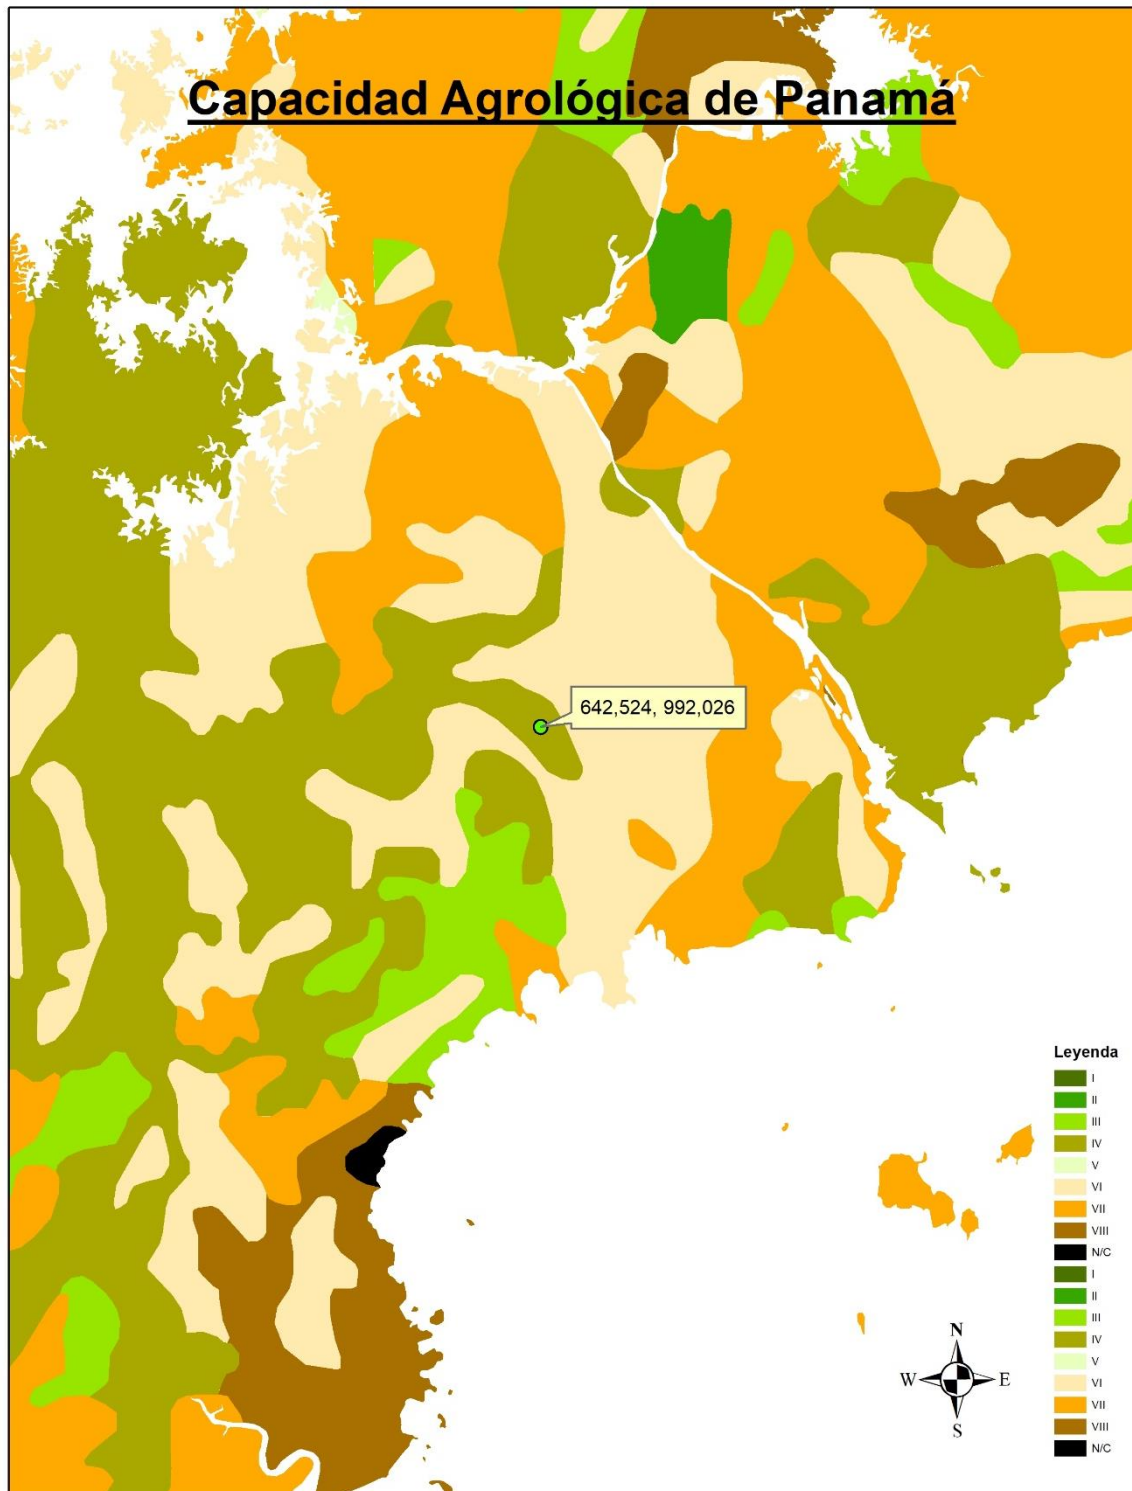 Capacidad Agrológica de Panamá
642,524, 992,026
Leyenda
I
II
III
IV
V
VI
VII
VIII
N/C
I
II
III
IV
V
VI
VII
VIII
N/C
N
W E
S